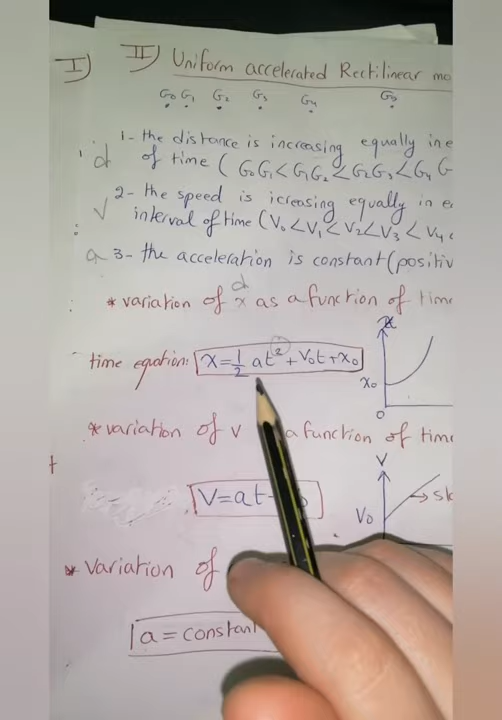 I)
II) Uniform accelerated Rectilinear mo
G0 G1 G2 G3 G4 G5
1- the distance is increasing equally in e
d of time ( G0G1 < G1G2 < G2G3 < G4 G
2- the speed is icreasing equally in e
V interval of time (V0 < V1 < V2 < V3 < V4
a 3- the acceleration is constant (positiv
d
* variation of x as a function of time
x
time equation: x = 1/2 at² + V0t + x0
x0
0
* variation of v a function of time
t
V
V = at
V0 → slo
* variation of
a = constant